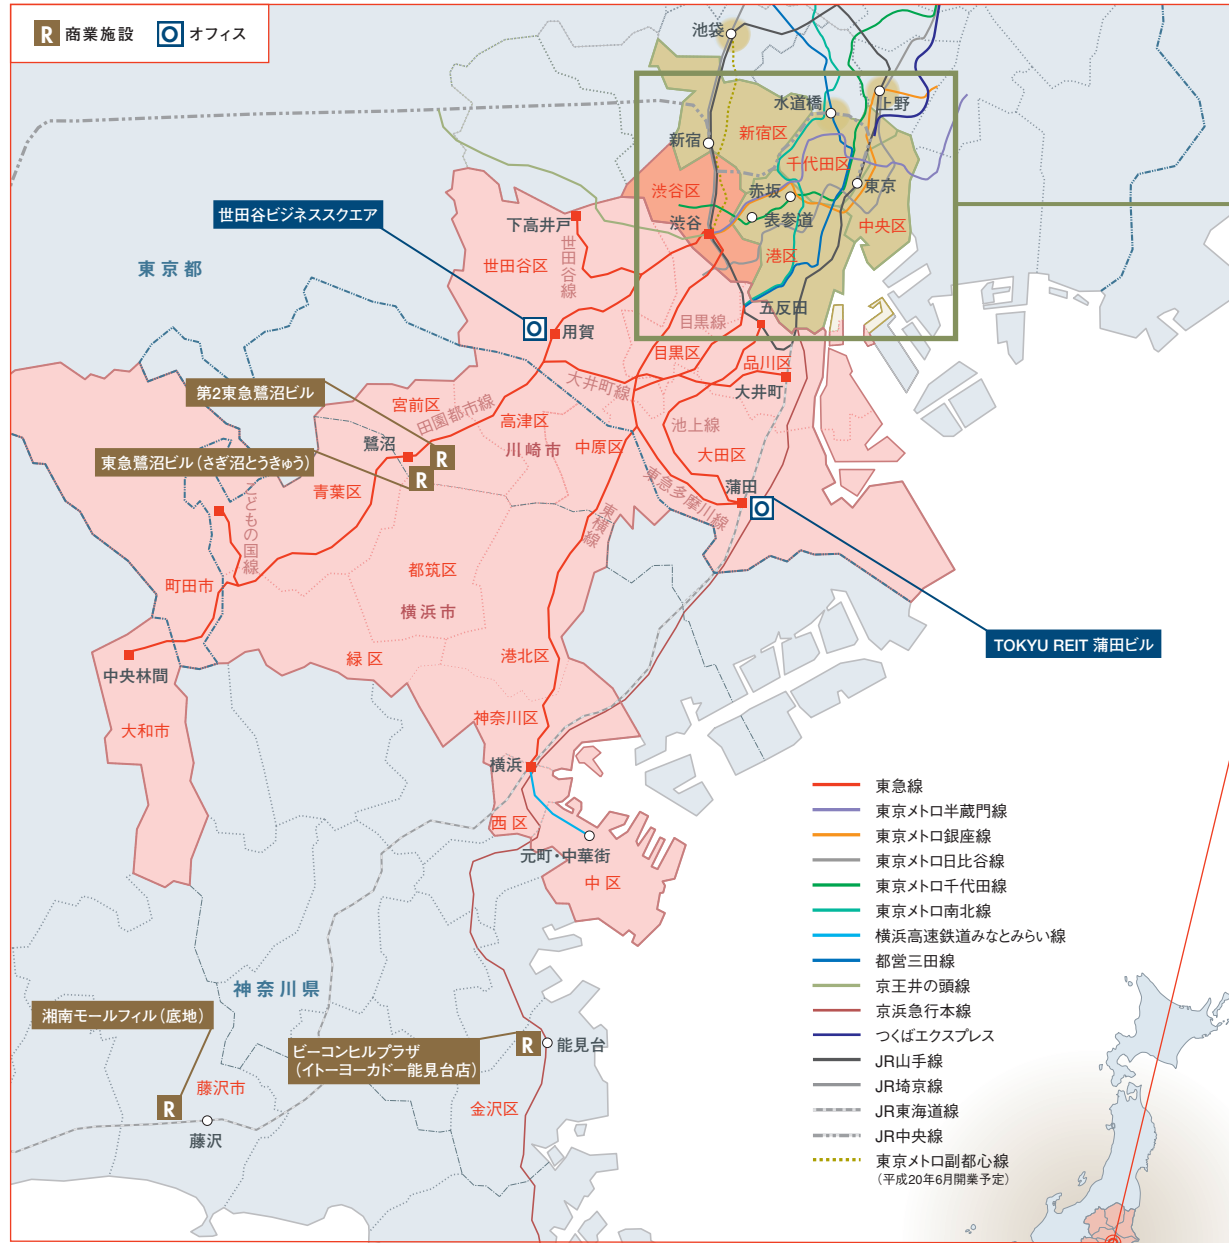 R 商業施設
オフィス
池袋
水道橋
上野
新宿
新宿区
千代田区
渋谷区
赤坂
東京
渋谷
表参道
中央区
港区
世田谷ビジネススクエア
下高井戸
世田谷線
世田谷区
東京都
用賀
五反田
目黒線
目黒区
品川区
大井町
大井町線
第2東急鷺沼ビル
宮前区
田園都市線
高津区
川崎市
中原区
池上線
大田区
鷺沼
R
東急鷺沼ビル(さぎ沼とうきゅう)
R
青葉区
こどもの国線
東急多摩川線
蒲田
東横線
町田市
都筑区
横浜市
TOKYU REIT 蒲田ビル
緑区
港北区
中央林間
大和市
神奈川区
横浜
西区
元町・中華街
中区
神奈川県
湘南モールフィル(底地)
ビーコンヒルプラザ
(イトーヨーカドー能見台店)
R
能見台
藤沢市
R
金沢区
藤沢
東急線
東京メトロ半蔵門線
東京メトロ銀座線
東京メトロ日比谷線
東京メトロ千代田線
東京メトロ南北線
横浜高速鉄道みなとみらい線
都営三田線
京王井の頭線
京浜急行本線
つくばエクスプレス
JR山手線
JR埼京線
JR東海道線
JR中央線
東京メトロ副都心線
(平成20年6月開業予定)